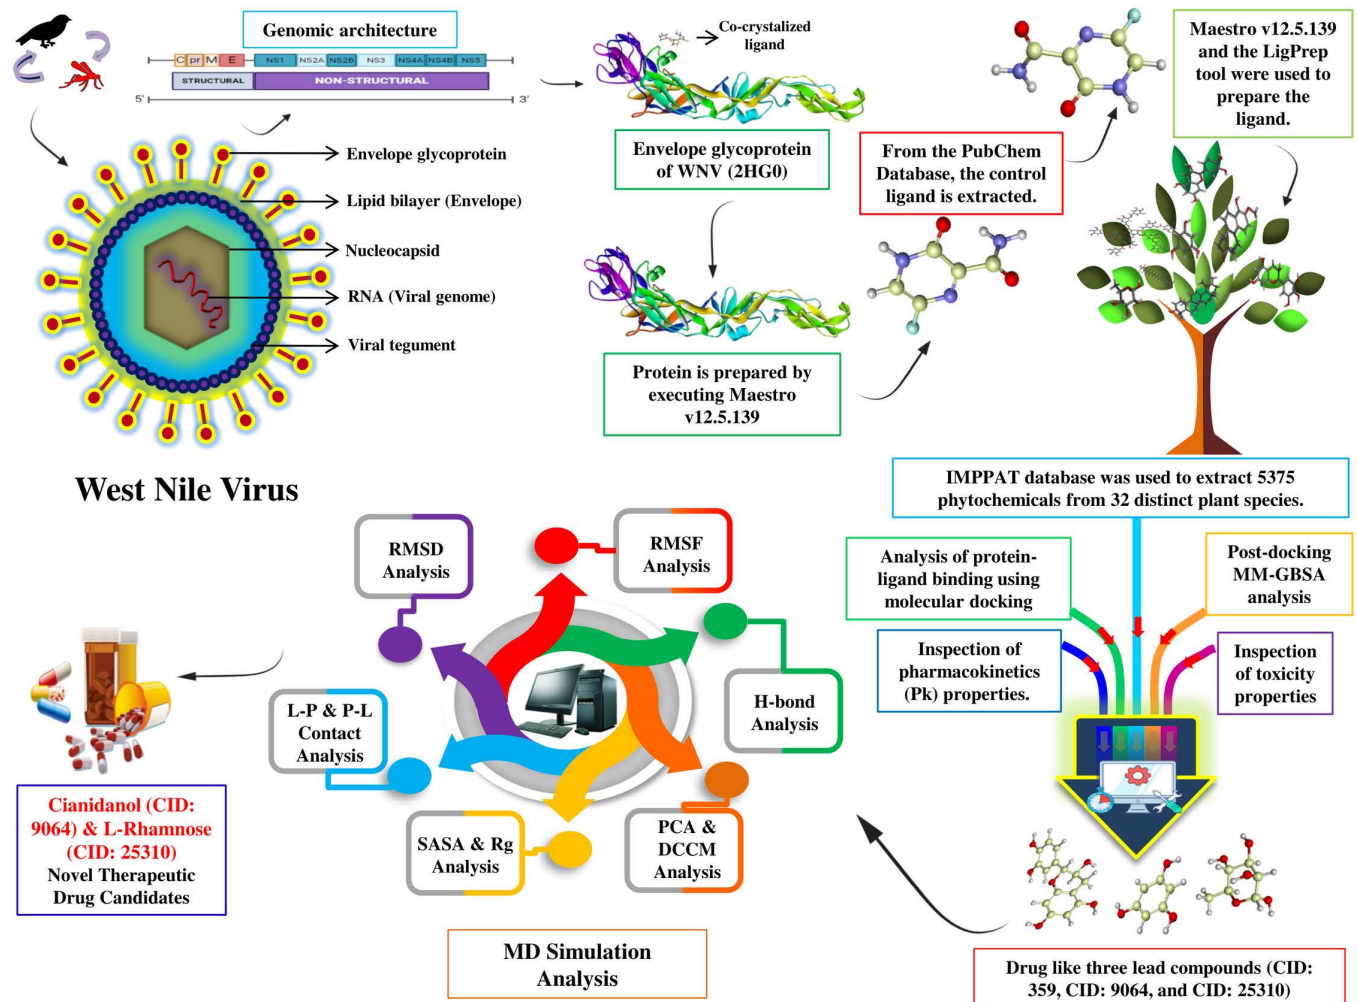 Genomic architecture
C pr M E NS1 NS2A NS2B NS3 NS4A NS4B NS5
STRUCTURAL NON-STRUCTURAL
5' 3'
Envelope glycoprotein
Lipid bilayer (Envelope)
Nucleocapsid
RNA (Viral genome)
Viral tegument
West Nile Virus
Co-crystalized
ligand
Envelope glycoprotein
of WNV (2HG0)
Protein is prepared by
executing Maestro
v12.5.139
From the PubChem
Database, the control
ligand is extracted.
Maestro v12.5.139
and the LigPrep
tool were used to
prepare the
ligand.
IMPPAT database was used to extract 5375
phytochemicals from 32 distinct plant species.
Analysis of protein-
ligand binding using
molecular docking
Post-docking
MM-GBSA
analysis
Inspection of
pharmacokinetics
(Pk) properties.
Inspection
of toxicity
properties
Drug like three lead compounds (CID:
359, CID: 9064, and CID: 25310)
RMSD
Analysis
RMSF
Analysis
H-bond
Analysis
PCA &
DCCM
Analysis
SASA & Rg
Analysis
L-P & P-L
Contact
Analysis
MD Simulation
Analysis
Cianidanol (CID:
9064) & L-Rhamnose
(CID: 25310)
Novel Therapeutic
Drug Candidates